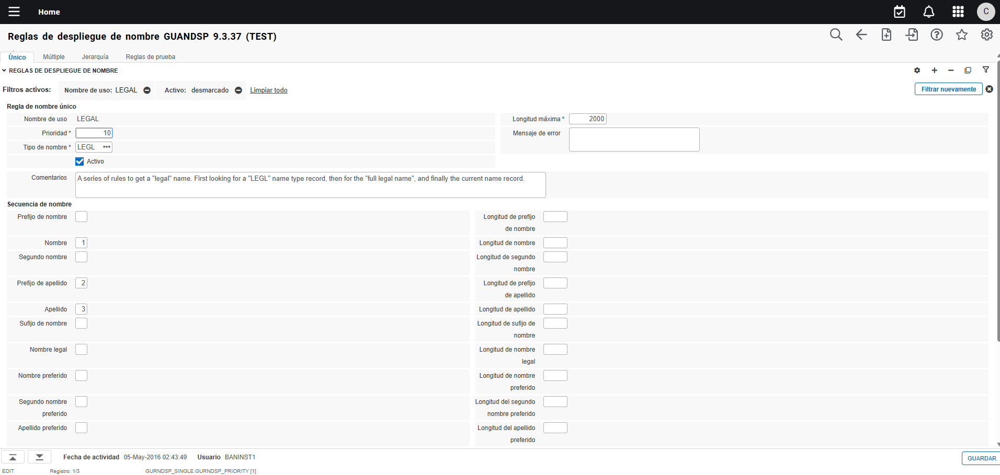 Home
C
Reglas de despliegue de nombre GUANDSP 9.3.37 (TEST)
Único
Múltiple
Jerarquía
Reglas de prueba
REGLAS DE DESPLIEGUE DE NOMBRE
Filtros activos:
Nombre de uso: LEGAL
Activo: desmarcado
Limpiar todo
Filtrar nuevamente
Regla de nombre único
Nombre de uso LEGAL
Longitud máxima * 2000
Prioridad * 10
Mensaje de error
Tipo de nombre * LEGL
Activo
Comentarios
A series of rules to get a "legal" name. First looking for a "LEGL" name type record, then for the "full legal name", and finally the current name record.
Secuencia de nombre
Prefijo de nombre
Longitud de prefijo
de nombre
Nombre 1
Longitud de nombre
Segundo nombre
Longitud de segundo
nombre
Prefijo de apellido 2
Longitud de prefijo
de apellido
Apellido 3
Longitud de apellido
Sufijo de nombre
Longitud de sufijo de
nombre
Nombre legal
Longitud de nombre
legal
Nombre preferido
Longitud de nombre
preferido
Segundo nombre
preferido
Longitud del segundo
nombre preferido
Apellido preferido
Longitud del apellido
preferido
Fecha de actividad 05-May-2016 02:43:49 Usuario BANINST1
GUARDAR
EDIT
Registro: 1/3
GURNDSP_SINGLE.GURNDSP_PRIORITY [1]